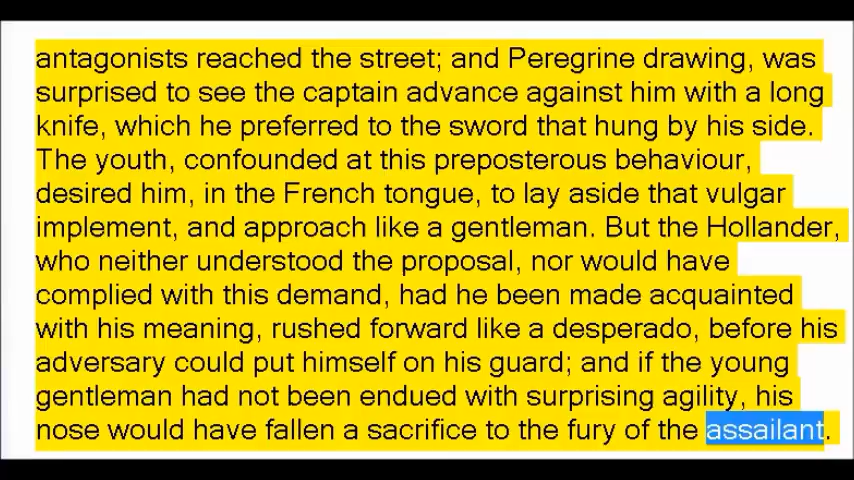 antagonists reached the street; and Peregrine drawing, was
surprised to see the captain advance against him with a long
knife, which he preferred to the sword that hung by his side.
The youth, confounded at this preposterous behaviour,
desired him, in the French tongue, to lay aside that vulgar
implement, and approach like a gentleman. But the Hollander,
who neither understood the proposal, nor would have
complied with this demand, had he been made acquainted
with his meaning, rushed forward like a desperado, before his
adversary could put himself on his guard; and if the young
gentleman had not been endued with surprising agility, his
nose would have fallen a sacrifice to the fury of the assailant.